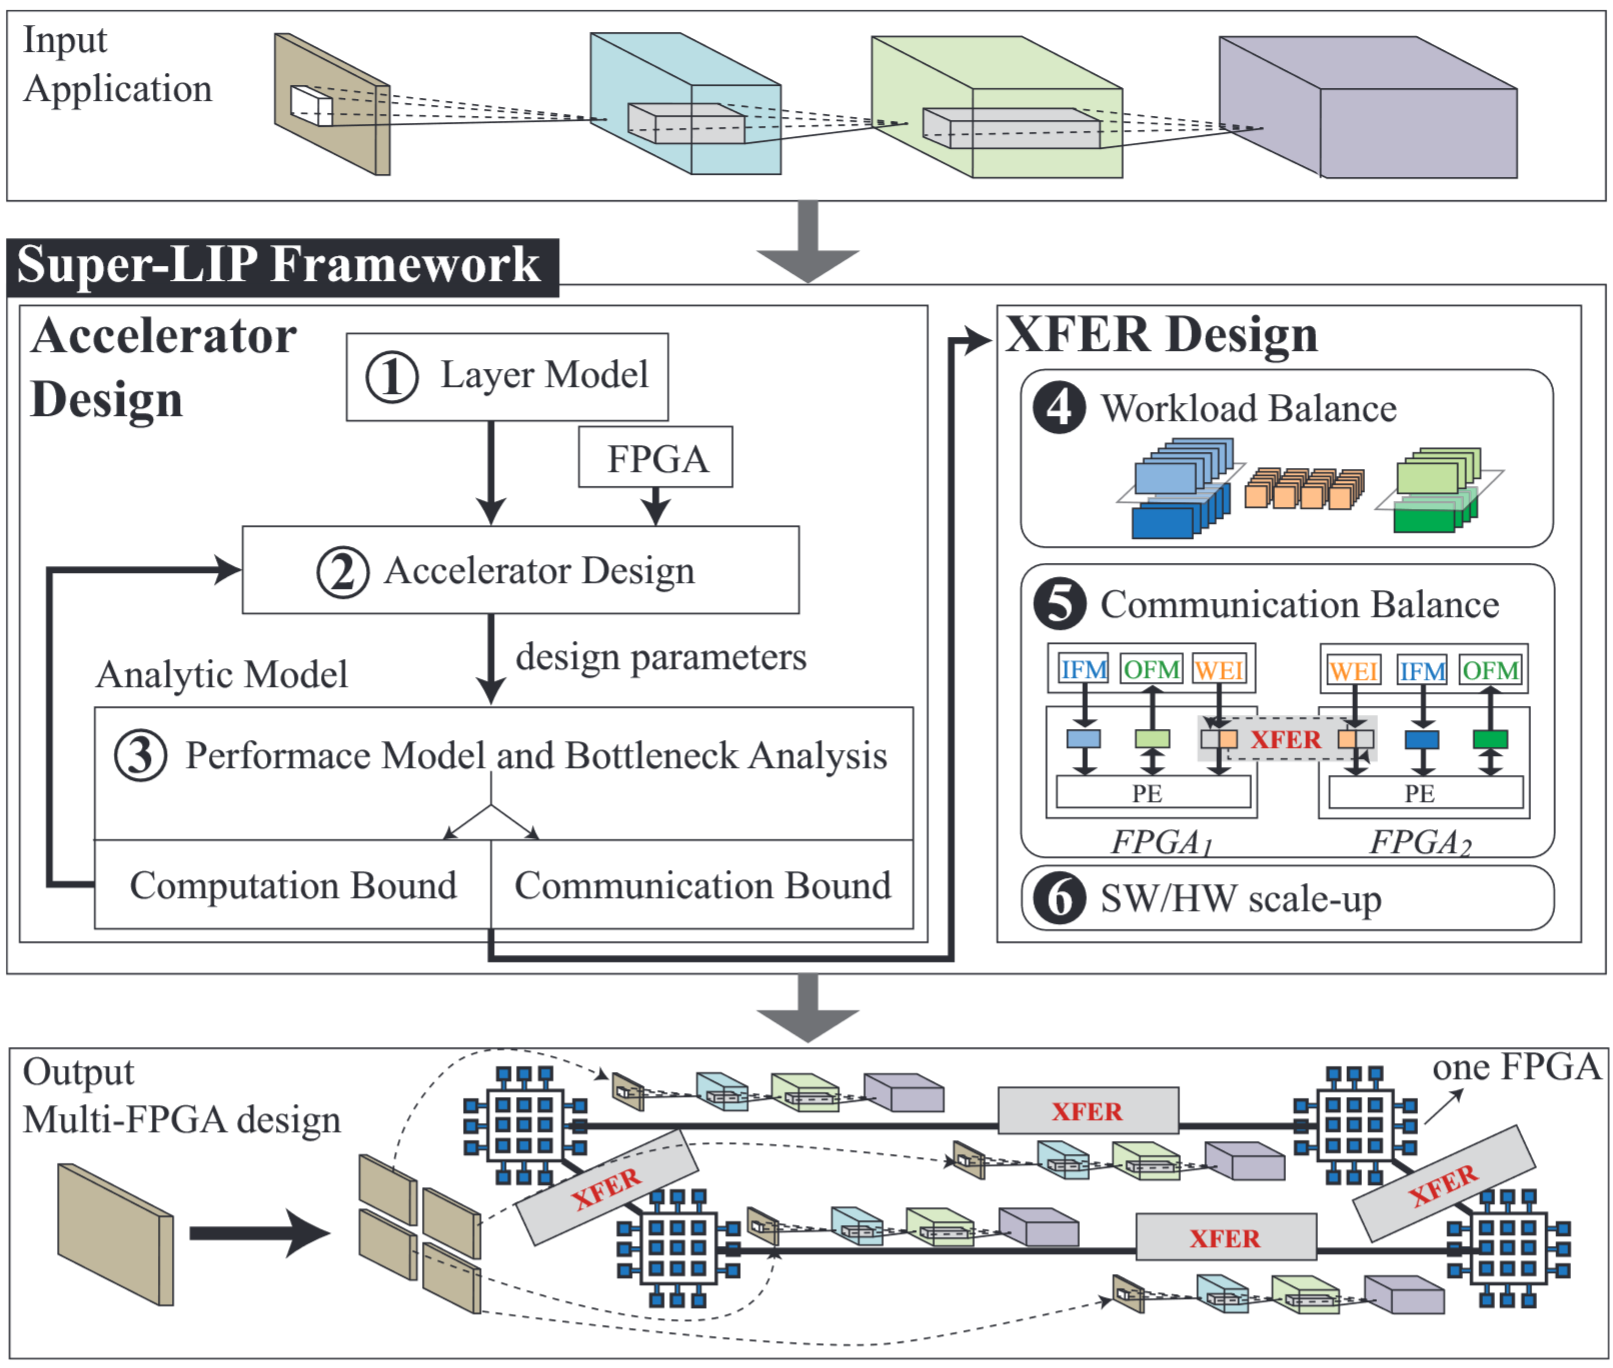 Input
Application
Super-LIP Framework
Accelerator
Design
① Layer Model
FPGA
② Accelerator Design
design parameters
Analytic Model
③ Performace Model and Bottleneck Analysis
Computation Bound
Communication Bound
XFER Design
❹ Workload Balance
❺ Communication Balance
IFM OFM WEI WEI IFM OFM
XFER
PE PE
FPGA₁ FPGA₂
❻ SW/HW scale-up
Output
Multi-FPGA design
one FPGA
XFER
XFER
XFER
XFER